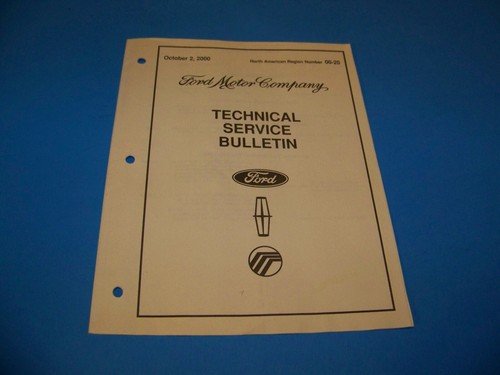 October 2, 2000 North American Region Number 00-20
Ford Motor Company
TECHNICAL
SERVICE
BULLETIN
Ford